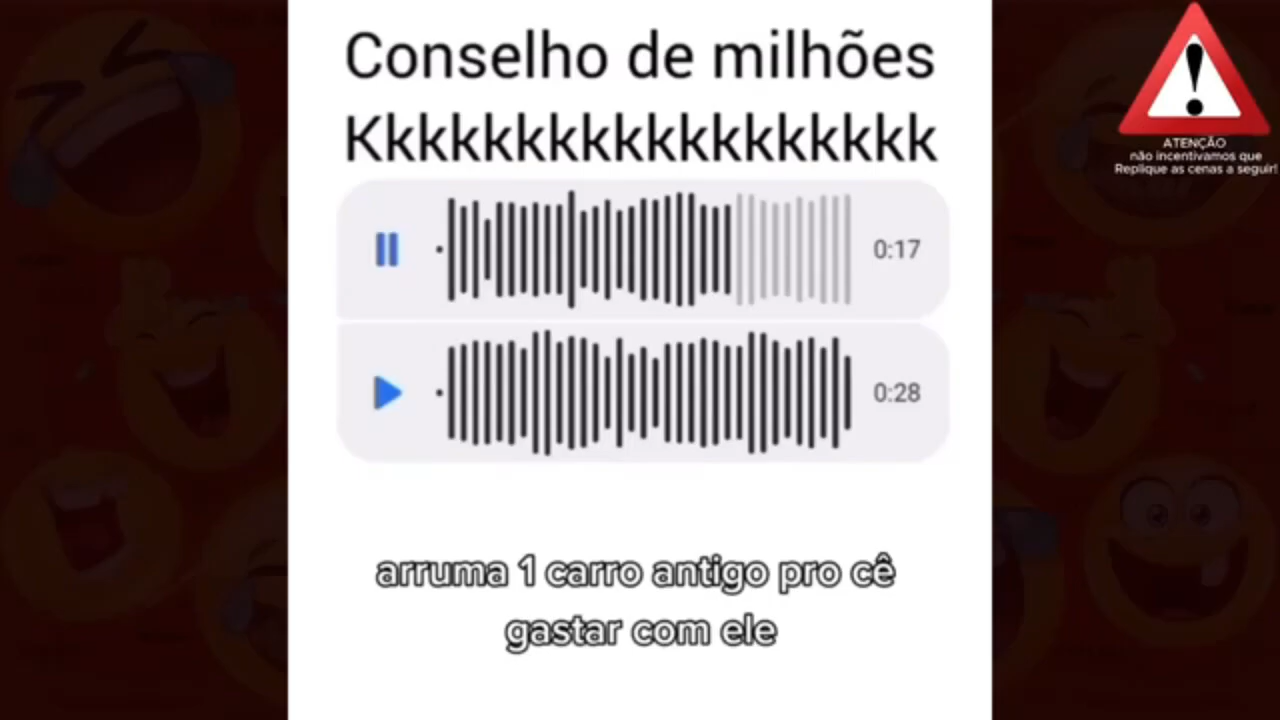 Conselho de milhões
Kkkkkkkkkkkkkkkkkk
ATENÇÃO
não incentivamos que
Replique as cenas a seguir!
0:17
0:28
arruma 1 carro antigo pro cê
gastar com ele